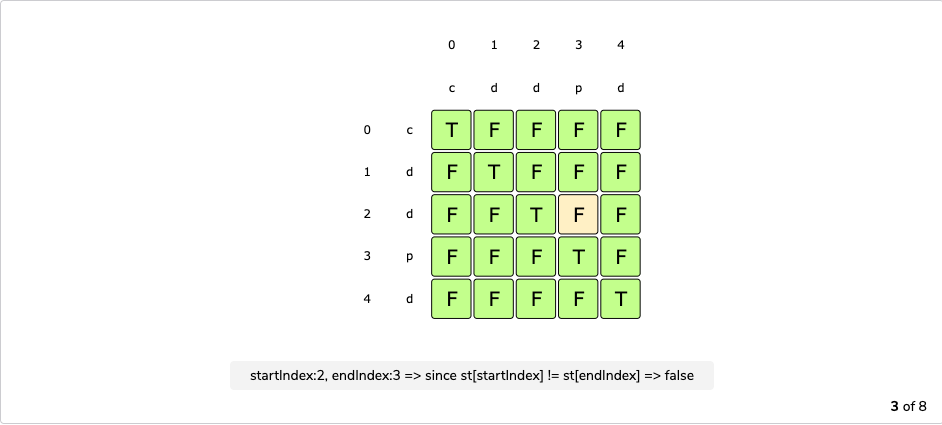 0 1 2 3 4
c d d p d
0 c T F F F F
1 d F T F F F
2 d F F T F F
3 p F F F T F
4 d F F F F T
startIndex:2, endIndex:3 => since st[startIndex] != st[endIndex] => false
3 of 8